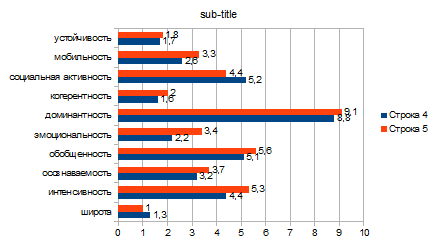 sub-title
устойчивость 1,8 1,7
мобильность 3,3 2,6
социальная активность 4,4 5,2
когерентность 2 1,6
доминантность 9,1 8,8
эмоциональность 3,4 2,2
обобщенность 5,6 5,1
осознаваемость 3,7 3,2
интенсивность 5,3 4,4
широта 1 1,3
0 1 2 3 4 5 6 7 8 9 10
Строка 4
Строка 5